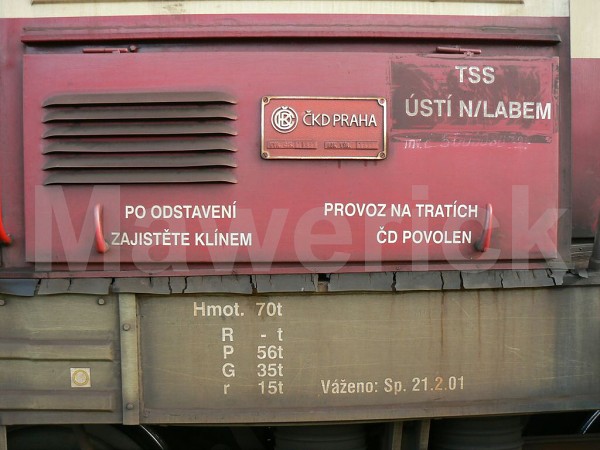 TSS
ÚSTÍ N/LABEM
ČKD PRAHA
PO ODSTAVENÍ
ZAJISTĚTE KLÍNEM
PROVOZ NA TRATÍCH
ČD POVOLEN
Mawerick
Hmot. 70t
R - t
P 56t
G 35t
r 15t
Váženo: Sp. 21.2.01